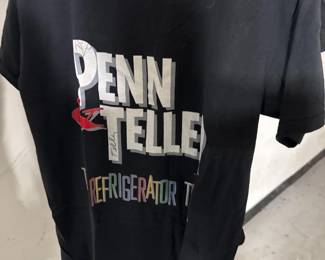 PENN
& TELLE
REFRIGERATOR T